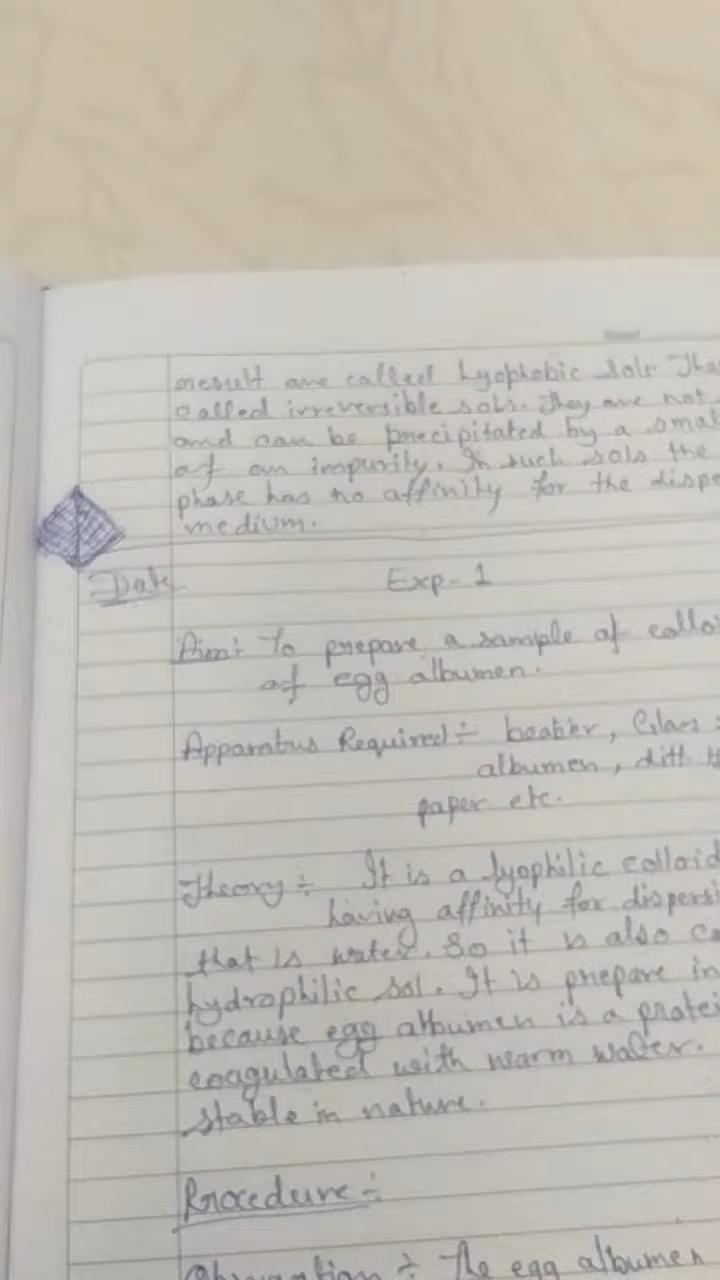 result are called Lyophobic sols. The
called irreversible sols. They are not
and can be precipitated by a smal
of an impurity. In such sols the
phase has no affinity for the dispe
medium.
Date
Exp-1
Aim:- To prepare a sample of collo
of egg albumen.
Apparatus Required ÷ beaker, Glass
albumen,
paper etc.
Theory ÷ It is a lyophilic colloid
having affinity for dispersi
that is water. So it is also ca
hydrophilic sol. It is prepare in
because egg albumen is a protei
coagulated with warm water.
stable in nature.
Procedure ÷
Observation ÷ The egg albumen